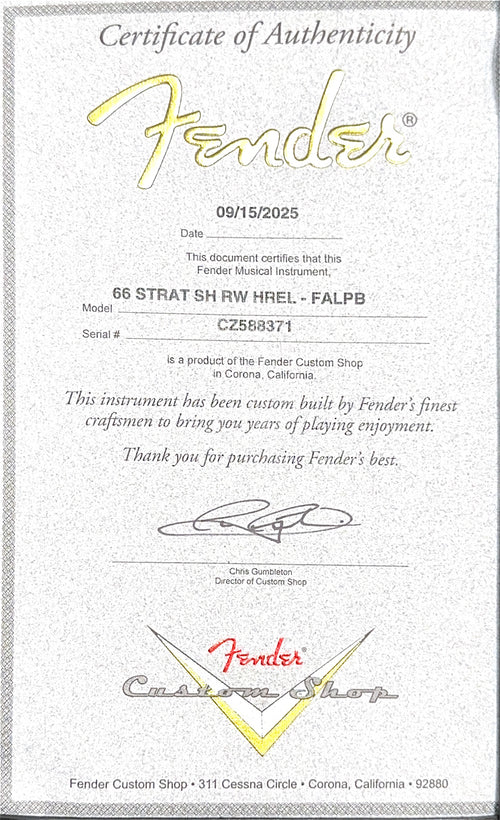 Certificate of Authenticity
Fender®
09/15/2025
Date
This document certifies that this
Fender Musical Instrument,
66 STRAT SH RW HREL - FALPB
Model
CZ588371
Serial #
is a product of the Fender Custom Shop
in Corona, California.
This instrument has been custom built by Fender's finest
craftsmen to bring you years of playing enjoyment.
Thank you for purchasing Fender's best.
Chris Gumbleton
Director of Custom Shop
Fender®
Custom Shop
Fender Custom Shop • 311 Cessna Circle • Corona, California • 92880